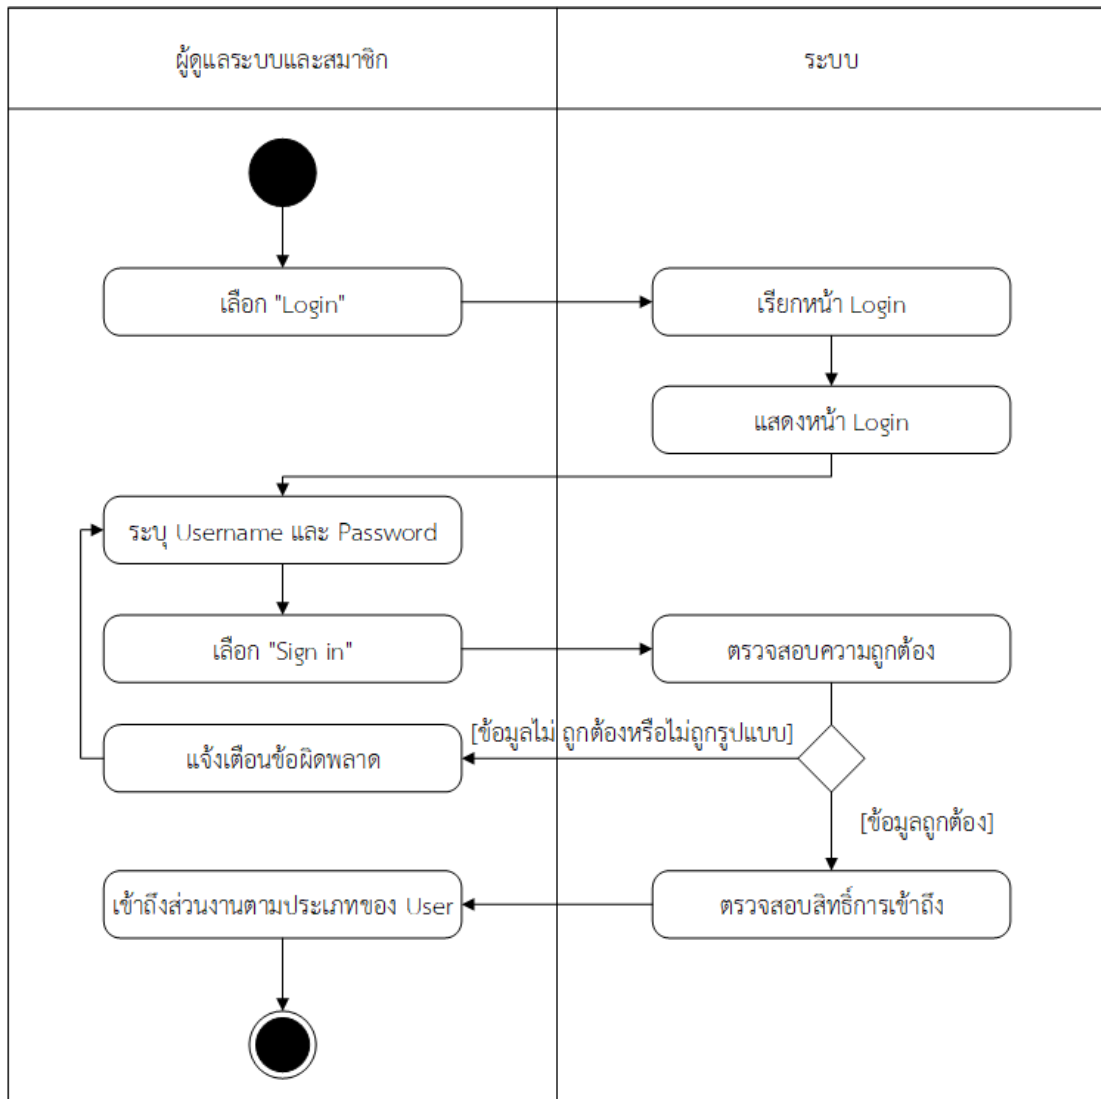 ผู้ดูแลระบบและสมาชิก
ระบบ
เลือก "Login"
เรียกหน้า Login
แสดงหน้า Login
ระบุ Username และ Password
เลือก "Sign in"
ตรวจสอบความถูกต้อง
[ข้อมูลไม่ ถูกต้องหรือไม่ถูกรูปแบบ]
แจ้งเตือนข้อผิดพลาด
[ข้อมูลถูกต้อง]
เข้าถึงส่วนงานตามประเภทของ User
ตรวจสอบสิทธิ์การเข้าถึง